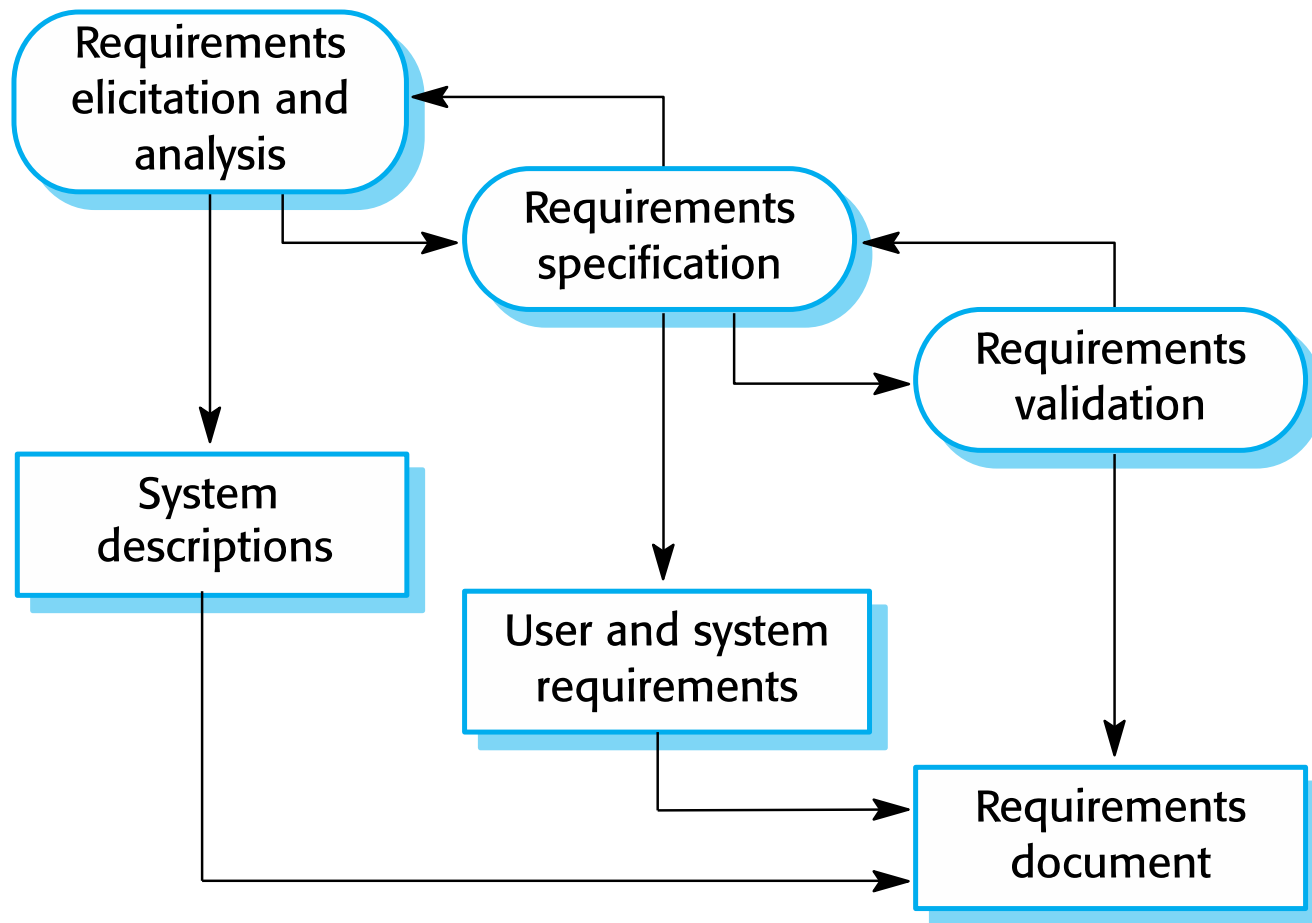 Requirements
elicitation and
analysis
Requirements
specification
Requirements
validation
System
descriptions
User and system
requirements
Requirements
document